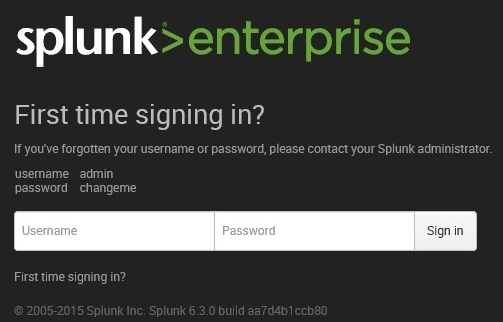 splunk>enterprise
First time signing in?
If you've forgotten your username or password, please contact your Splunk administrator.
username admin
password changeme
Username Password Sign in
First time signing in?
© 2005-2015 Splunk Inc. Splunk 6.3.0 build aa7d4b1ccb80